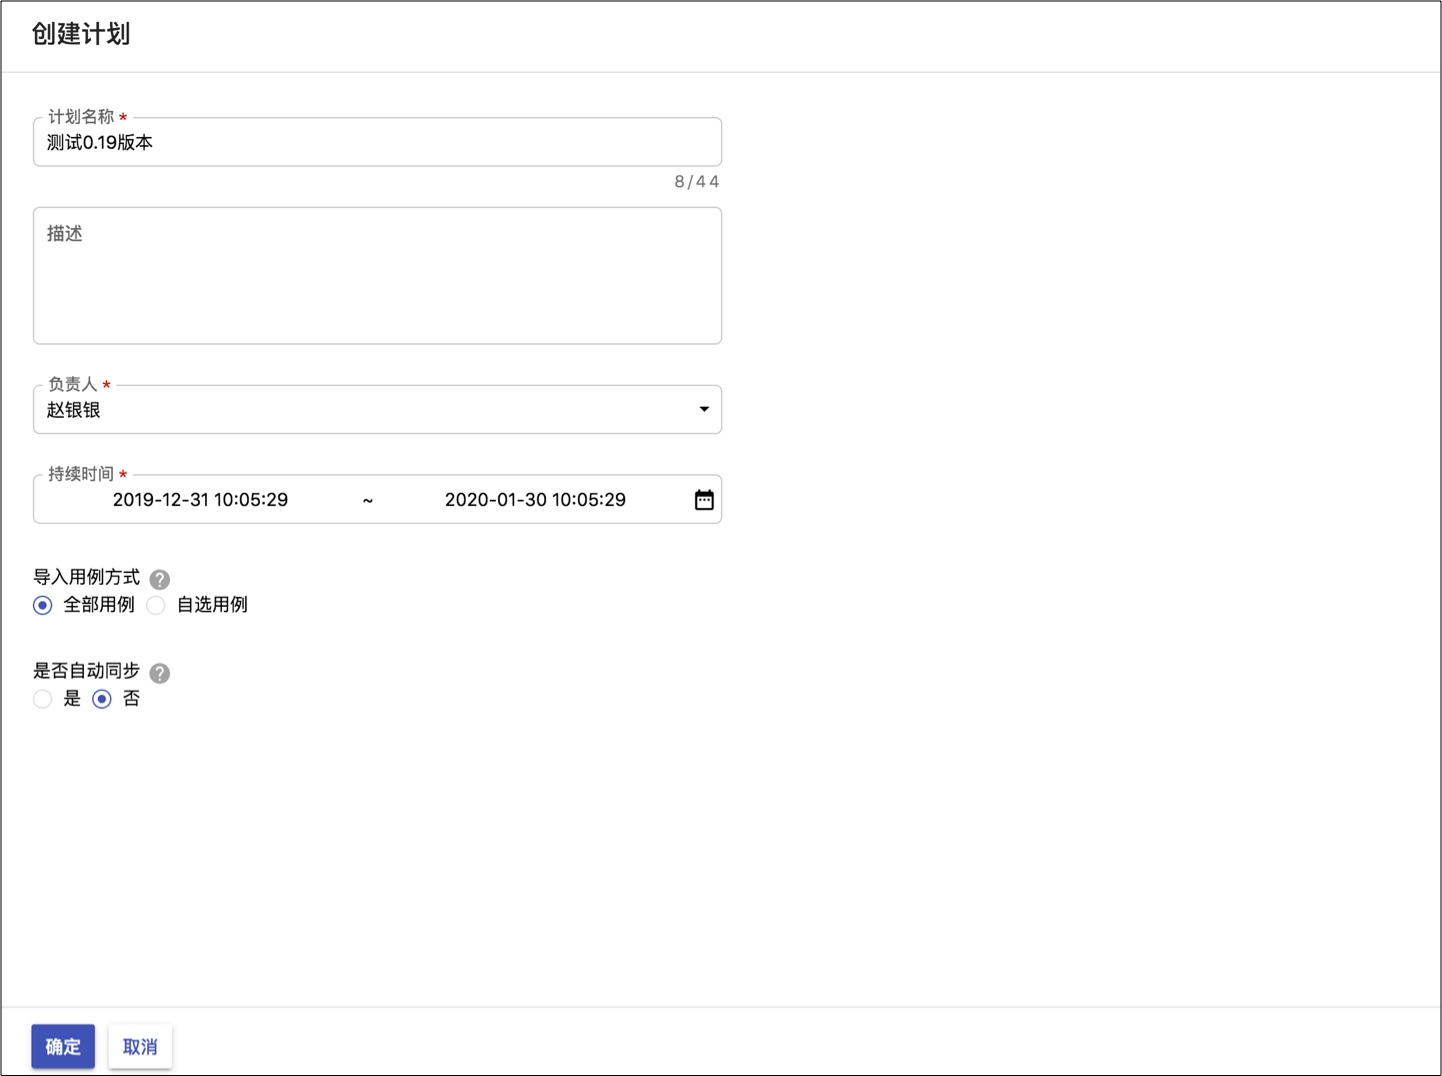 创建计划
计划名称 *
测试0.19版本
8/44
描述
负责人 *
赵银银
持续时间 *
2019-12-31 10:05:29 ~ 2020-01-30 10:05:29
导入用例方式 ?
全部用例 自选用例
是否自动同步 ?
是 否
确定 取消